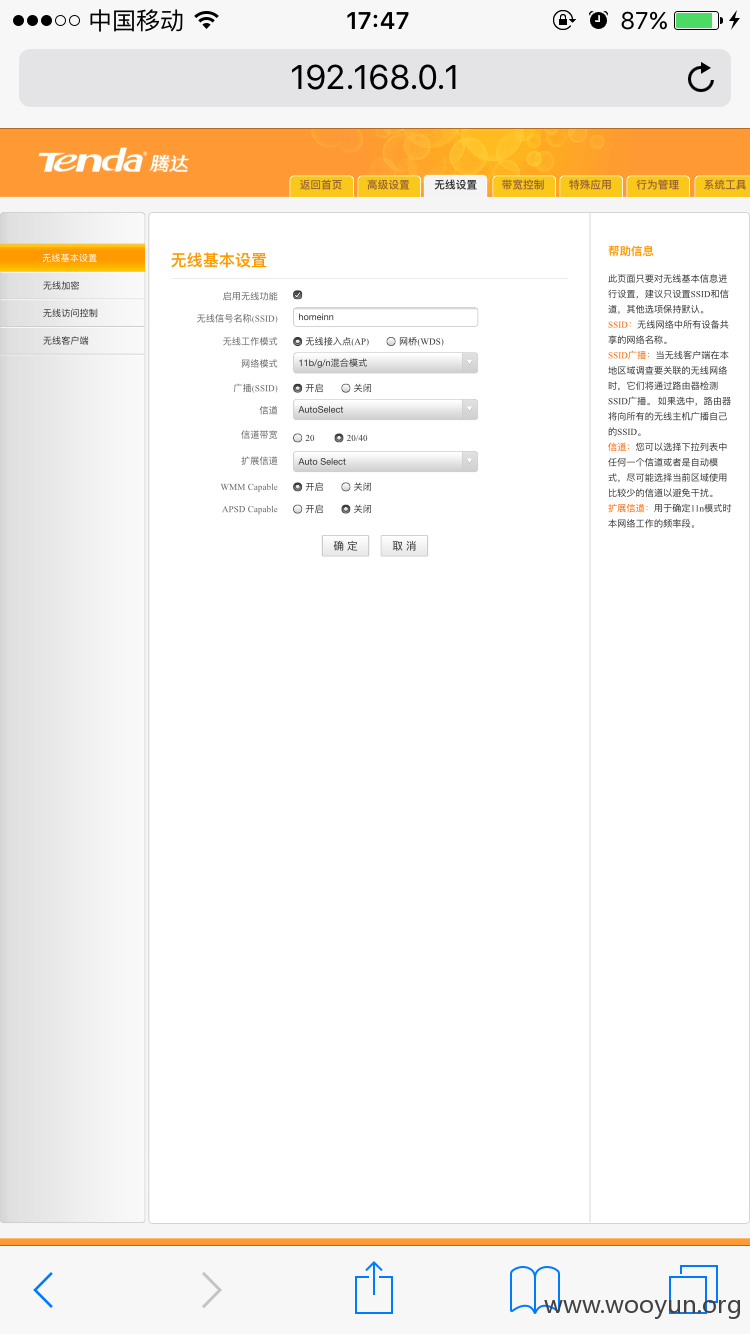 中国移动 17:47 87%
192.168.0.1
Tenda 腾达
返回首页 高级设置 无线设置 带宽控制 特殊应用 行为管理 系统工具
无线基本设置
无线加密
无线访问控制
无线客户端
无线基本设置
启用无线功能
无线信号名称(SSID) homeinn
无线工作模式 无线接入点(AP) 网桥(WDS)
网络模式 11b/g/n混合模式
广播(SSID) 开启 关闭
信道 AutoSelect
信道带宽 20 20/40
扩展信道 Auto Select
WMM Capable 开启 关闭
APSD Capable 开启 关闭
确 定 取 消
帮助信息
此页面只要对无线基本信息进
行设置，建议只设置SSID和信
道，其他选项保持默认。
SSID：无线网络中所有设备共
享的网络名称。
SSID广播：当无线客户端在本
地区域调查要关联的无线网络
时，它们将通过路由器检测
SSID广播。 如果选中，路由器
将向所有的无线主机广播自己
的SSID。
信道：您可以选择下拉列表中
任何一个信道或者是自动模
式，尽可能选择当前区域使用
比较少的信道以避免干扰。
扩展信道：用于确定11n模式时
本网络工作的频率段。
www.wooyun.org